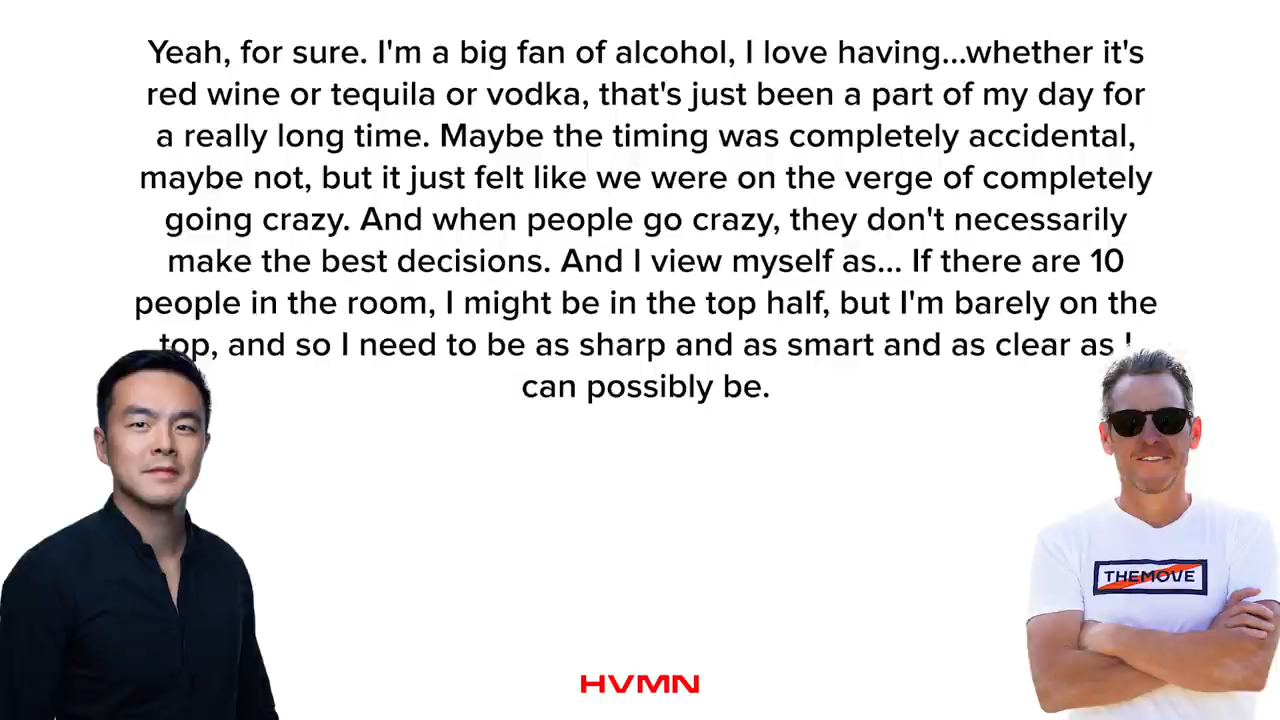 Yeah, for sure. I'm a big fan of alcohol, I love having...whether it's
red wine or tequila or vodka, that's just been a part of my day for
a really long time. Maybe the timing was completely accidental,
maybe not, but it just felt like we were on the verge of completely
going crazy. And when people go crazy, they don't necessarily
make the best decisions. And I view myself as... If there are 10
people in the room, I might be in the top half, but I'm barely on the
top, and so I need to be as sharp and as smart and as clear as I
can possibly be.
THEMOVE
HVMN